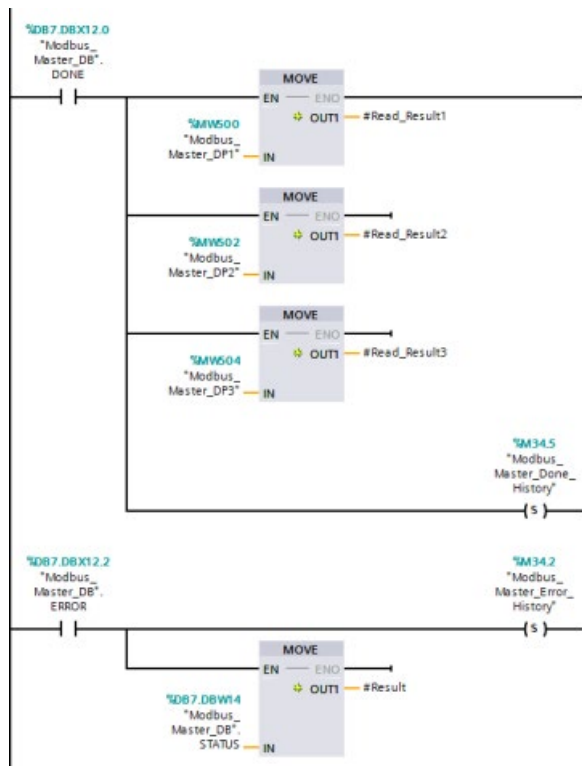 %DB7.DBX12.0
"Modbus_
Master_DB".
DONE
MOVE
EN ENO
%MW500
"Modbus_
Master_DP1"
OUT1 #Read_Result1
IN
MOVE
EN ENO
%MW502
"Modbus_
Master_DP2"
OUT1 #Read_Result2
IN
MOVE
EN ENO
%MW504
"Modbus_
Master_DP3"
OUT1 #Read_Result3
IN
%M34.5
"Modbus_
Master_Done_
History"
S
%DB7.DBX12.2
"Modbus_
Master_DB".
ERROR
%M34.2
"Modbus_
Master_Error_
History"
S
MOVE
EN ENO
%DB7.DBW14
"Modbus_
Master_DB".
STATUS
OUT1 #Result
IN